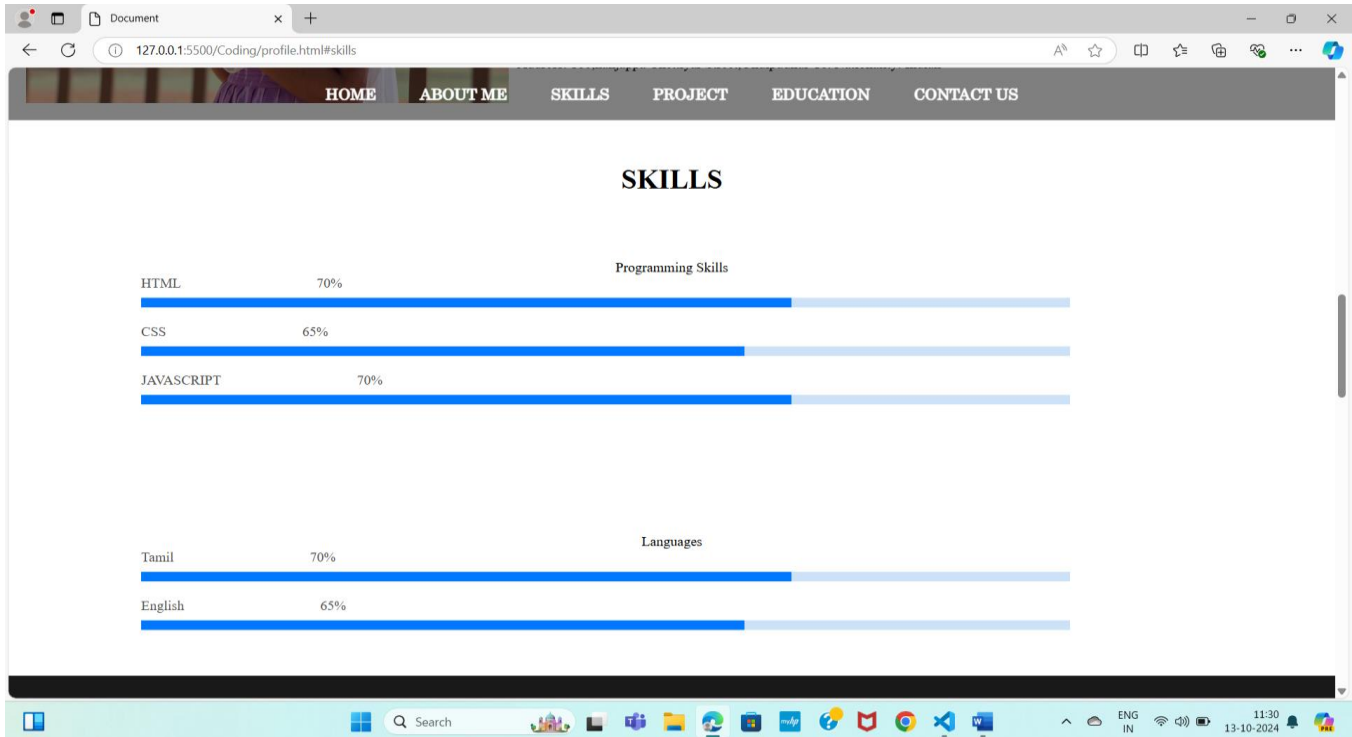 Document
127.0.0.1:5500/Coding/profile.html#skills
HOME ABOUT ME SKILLS PROJECT EDUCATION CONTACT US
SKILLS
Programming Skills
HTML 70%
CSS 65%
JAVASCRIPT 70%
Languages
Tamil 70%
English 65%
Search
ENG
IN
11:30
13-10-2024